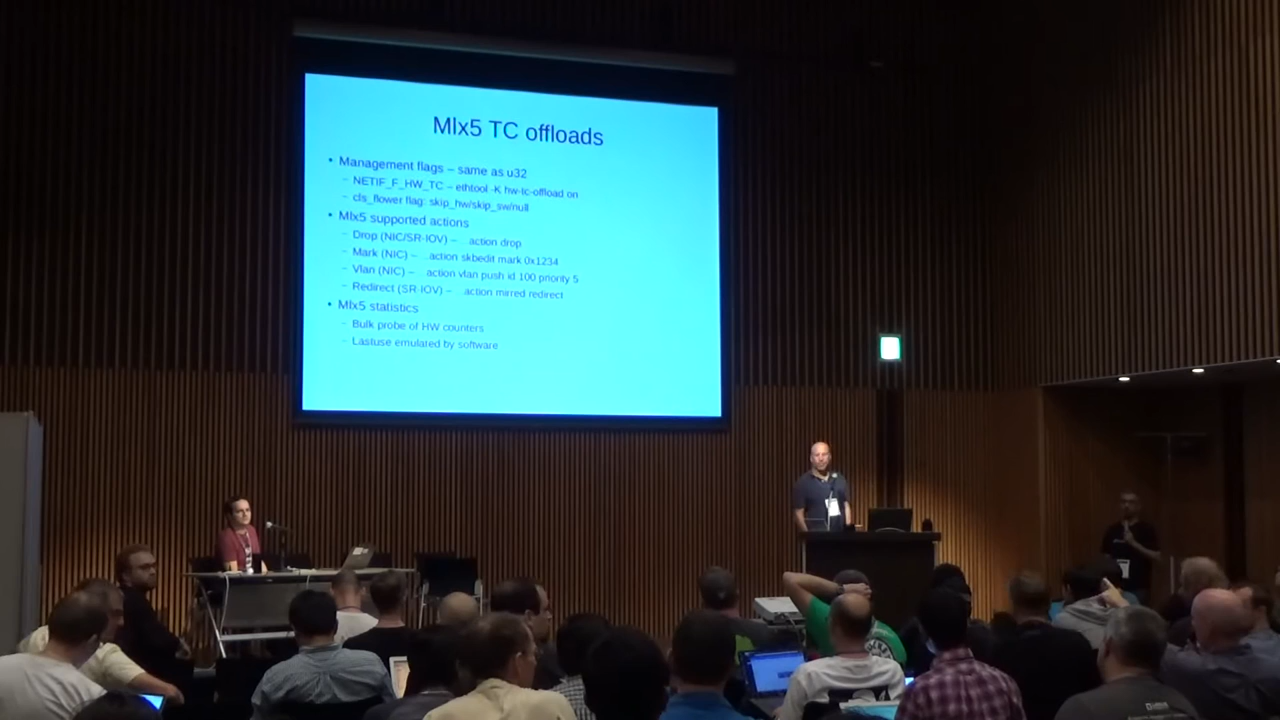 Mlx5 TC offloads
• Management flags – same as u32
– NETIF_F_HW_TC – ethtool -K hw-tc-offload on
– cls_flower flag: skip_hw/skip_sw/null
• Mlx5 supported actions
– Drop (NIC/SR-IOV) – ...action drop
– Mark (NIC) – ...action skbedit mark 0x1234
– Vlan (NIC) – ...action vlan push id 100 priority 5
– Redirect (SR-IOV) – ...action mirred redirect
• Mlx5 statistics
– Bulk probe of HW counters
– Lastuse emulated by software